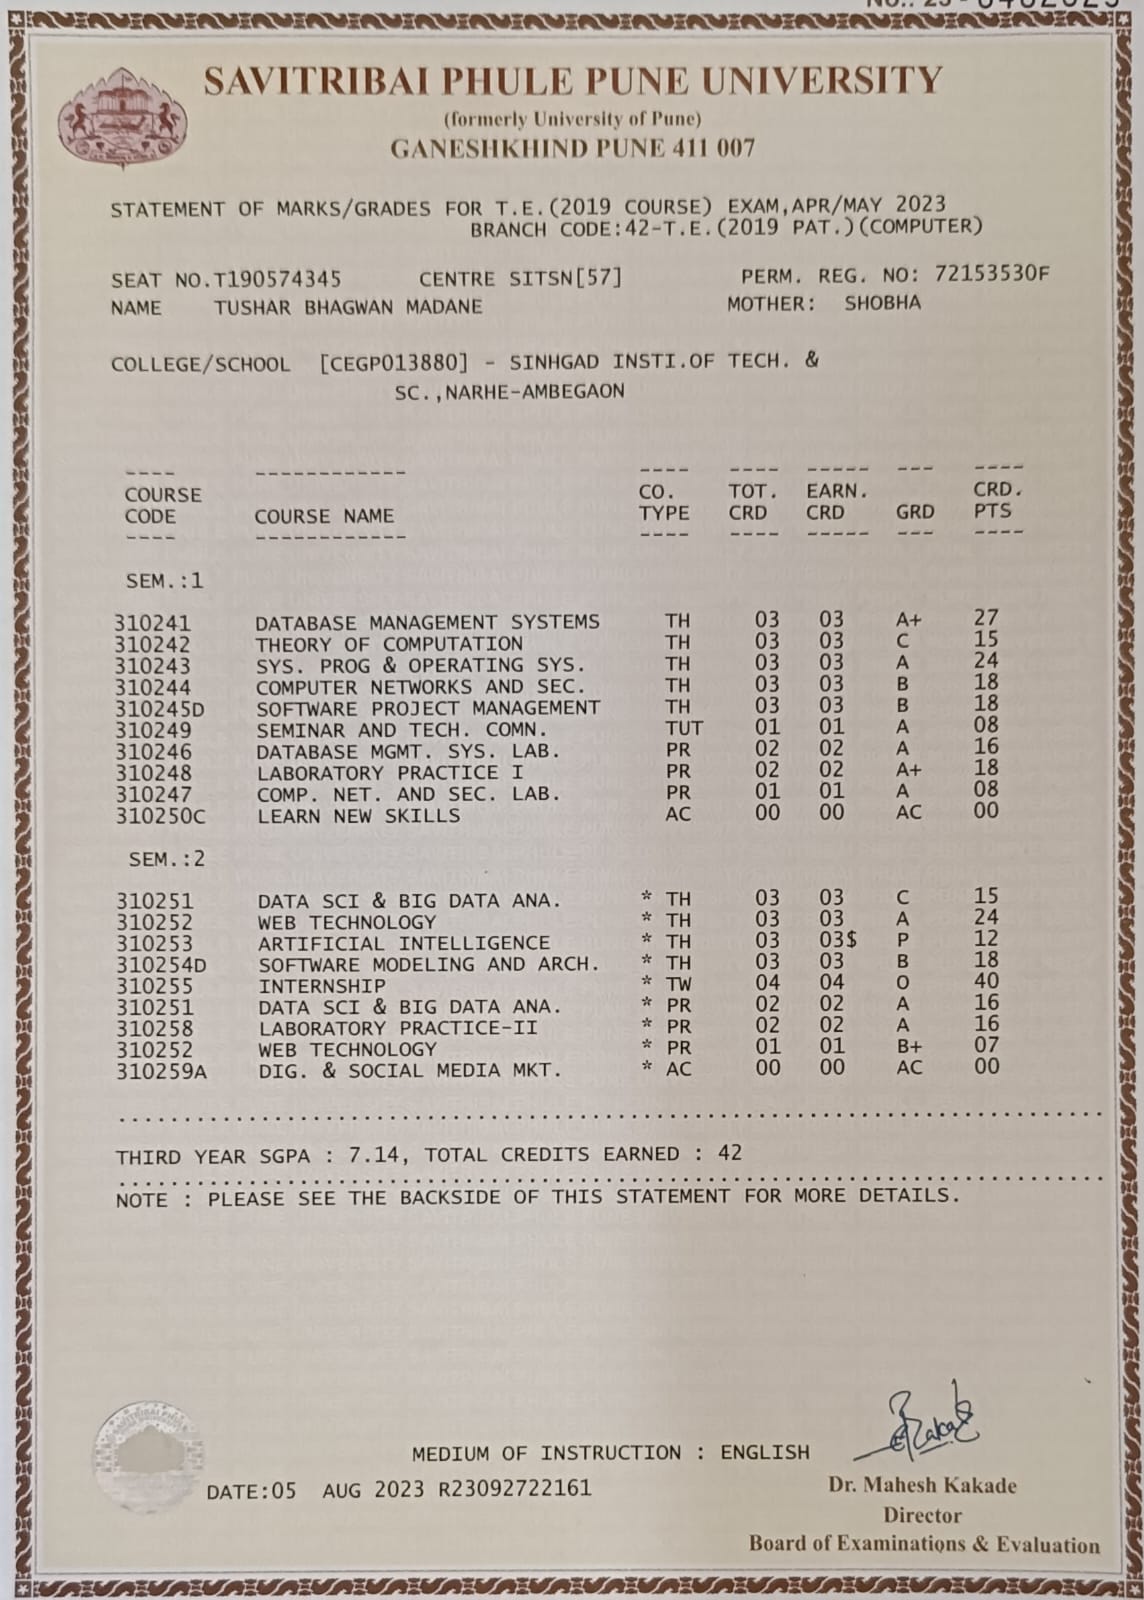 SAVITRIBAI PHULE PUNE UNIVERSITY
(formerly University of Pune)
GANESHKHIND PUNE 411 007
STATEMENT OF MARKS/GRADES FOR T.E.(2019 COURSE) EXAM,APR/MAY 2023
BRANCH CODE:42-T.E.(2019 PAT.)(COMPUTER)
SEAT NO.T190574345 CENTRE SITSN[57] PERM. REG. NO: 72153530F
NAME TUSHAR BHAGWAN MADANE MOTHER: SHOBHA
COLLEGE/SCHOOL [CEGP013880] - SINHGAD INSTI.OF TECH. &
SC.,NARHE-AMBEGAON
---- ------------ ---- ---- ----- --- ----
COURSE CO. TOT. EARN. CRD.
CODE COURSE NAME TYPE CRD CRD GRD PTS
---- ------------ ---- ---- ----- --- ----
SEM.:1
310241 DATABASE MANAGEMENT SYSTEMS TH 03 03 A+ 27
310242 THEORY OF COMPUTATION TH 03 03 C 15
310243 SYS. PROG & OPERATING SYS. TH 03 03 A 24
310244 COMPUTER NETWORKS AND SEC. TH 03 03 B 18
310245D SOFTWARE PROJECT MANAGEMENT TH 03 03 B 18
310249 SEMINAR AND TECH. COMN. TUT 01 01 A 08
310246 DATABASE MGMT. SYS. LAB. PR 02 02 A 16
310248 LABORATORY PRACTICE I PR 02 02 A+ 18
310247 COMP. NET. AND SEC. LAB. PR 01 01 A 08
310250C LEARN NEW SKILLS AC 00 00 AC 00
SEM.:2
310251 DATA SCI & BIG DATA ANA. * TH 03 03 C 15
310252 WEB TECHNOLOGY * TH 03 03 A 24
310253 ARTIFICIAL INTELLIGENCE * TH 03 03$ P 12
310254D SOFTWARE MODELING AND ARCH. * TH 03 03 B 18
310255 INTERNSHIP * TW 04 04 O 40
310251 DATA SCI & BIG DATA ANA. * PR 02 02 A 16
310258 LABORATORY PRACTICE-II * PR 02 02 A 16
310252 WEB TECHNOLOGY * PR 01 01 B+ 07
310259A DIG. & SOCIAL MEDIA MKT. * AC 00 00 AC 00
THIRD YEAR SGPA : 7.14, TOTAL CREDITS EARNED : 42
NOTE : PLEASE SEE THE BACKSIDE OF THIS STATEMENT FOR MORE DETAILS.
MEDIUM OF INSTRUCTION : ENGLISH
DATE:05 AUG 2023 R23092722161
Dr. Mahesh Kakade
Director
Board of Examinations & Evaluation